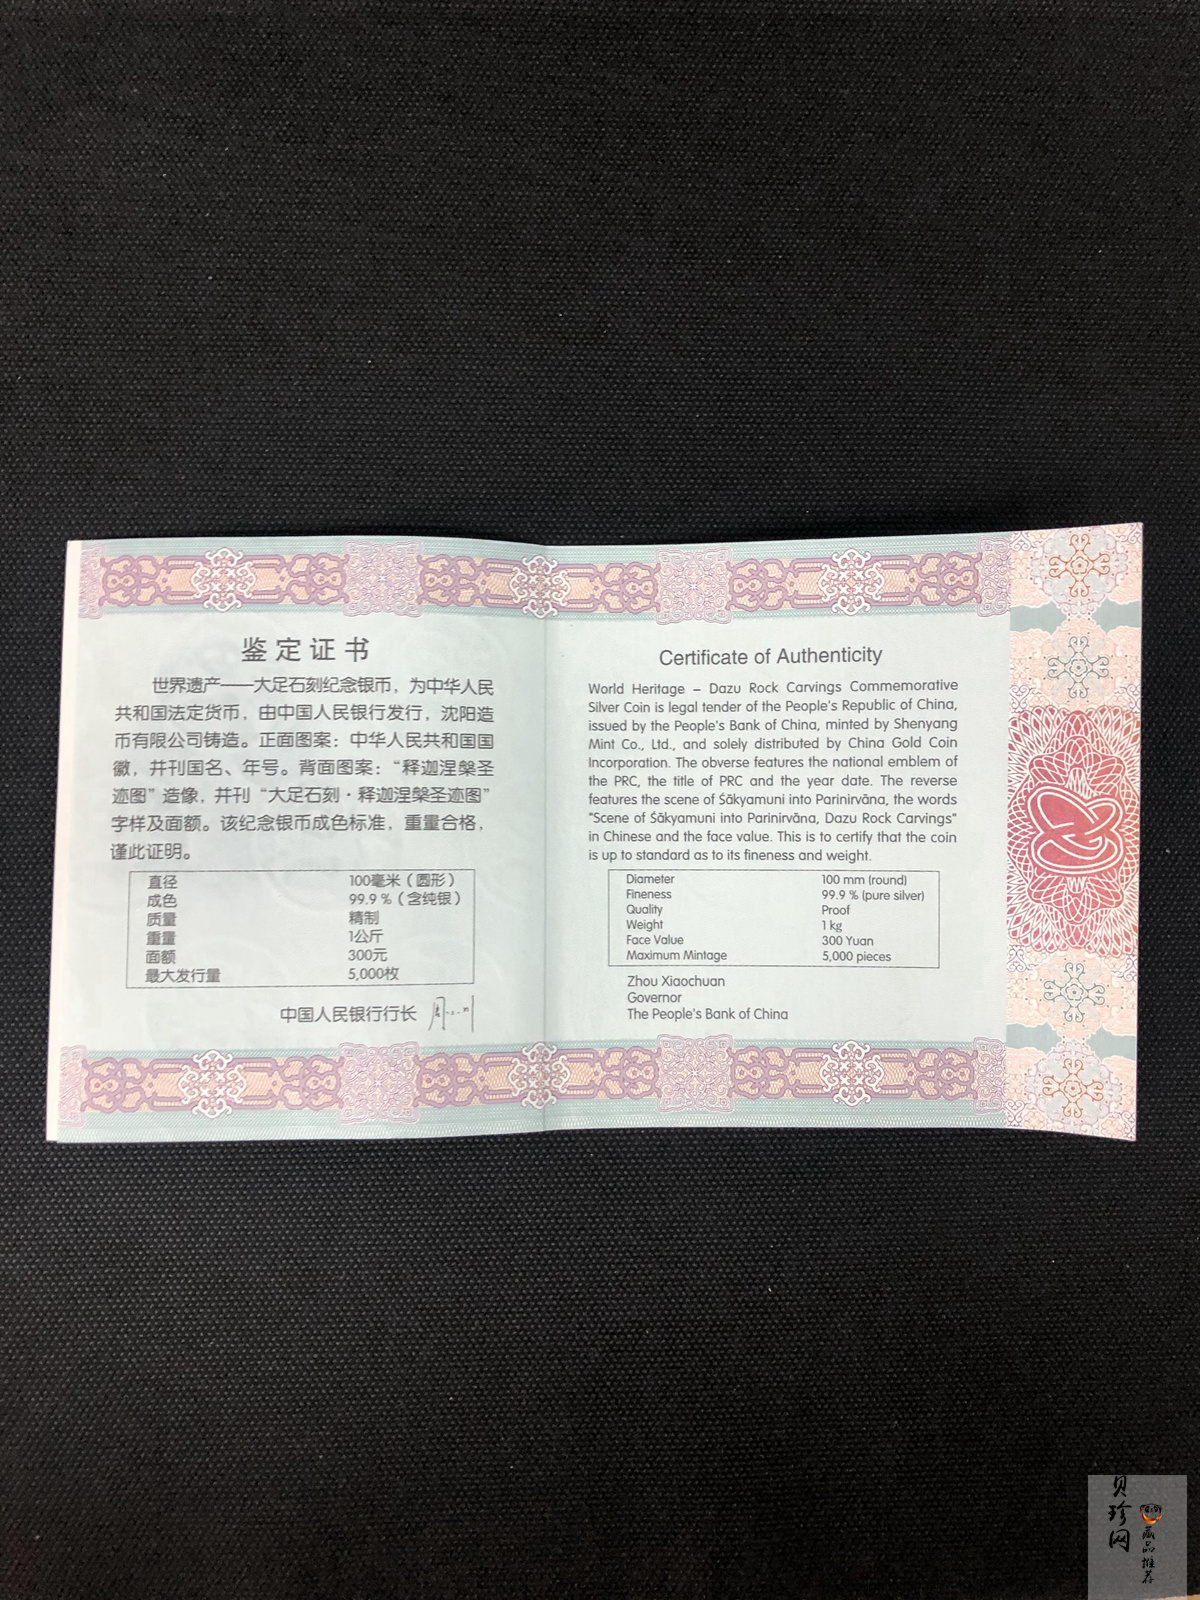 鉴定证书
世界遗产——大足石刻纪念银币，为中华人民
共和国法定货币，由中国人民银行发行，沈阳造
币有限公司铸造。正面图案：中华人民共和国国
徽，并刊国名、年号。背面图案：“释迦涅槃圣
迹图”造像，并刊“大足石刻·释迦涅槃圣迹图”
字样及面额。该纪念银币成色标准，重量合格，
谨此证明。
直径 100毫米（圆形）
成色 99.9％（含纯银）
质量 精制
重量 1公斤
面额 300元
最大发行量 5,000枚
中国人民银行行长
Certificate of Authenticity
World Heritage – Dazu Rock Carvings Commemorative
Silver Coin is legal tender of the People's Republic of China,
issued by the People's Bank of China, minted by Shenyang
Mint Co., Ltd., and solely distributed by China Gold Coin
Incorporation. The obverse features the national emblem of
the PRC, the title of PRC and the year date. The reverse
features the scene of Śākyamuni into Parinirvāna, the words
"Scene of Śākyamuni into Parinirvāna, Dazu Rock Carvings"
in Chinese and the face value. This is to certify that the coin
is up to standard as to its fineness and weight.
Diameter 100 mm (round)
Fineness 99.9 % (pure silver)
Quality Proof
Weight 1 kg
Face Value 300 Yuan
Maximum Mintage 5,000 pieces
Zhou Xiaochuan
Governor
The People's Bank of China
贝珍网
藏品推荐